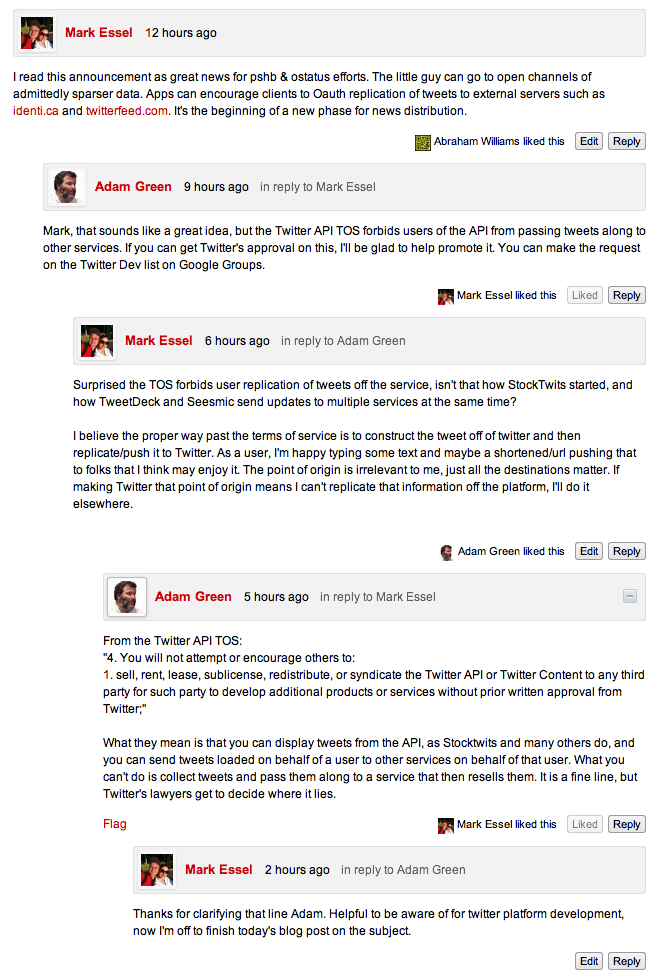 Mark Essel 12 hours ago
I read this announcement as great news for pshb & ostatus efforts. The little guy can go to open channels of
admittedly sparser data. Apps can encourage clients to Oauth replication of tweets to external servers such as
identi.ca and twitterfeed.com. It's the beginning of a new phase for news distribution.
Abraham Williams liked this Edit Reply
Adam Green 9 hours ago in reply to Mark Essel
Mark, that sounds like a great idea, but the Twitter API TOS forbids users of the API from passing tweets along to
other services. If you can get Twitter's approval on this, I'll be glad to help promote it. You can make the request
on the Twitter Dev list on Google Groups.
Mark Essel liked this Liked Reply
Mark Essel 6 hours ago in reply to Adam Green
Surprised the TOS forbids user replication of tweets off the service, isn't that how StockTwits started, and
how TweetDeck and Seesmic send updates to multiple services at the same time?
I believe the proper way past the terms of service is to construct the tweet off of twitter and then
replicate/push it to Twitter. As a user, I'm happy typing some text and maybe a shortened/url pushing that
to folks that I think may enjoy it. The point of origin is irrelevant to me, just all the destinations matter. If
making Twitter that point of origin means I can't replicate that information off the platform, I'll do it
elsewhere.
Adam Green liked this Edit Reply
Adam Green 5 hours ago in reply to Mark Essel
From the Twitter API TOS:
"4. You will not attempt or encourage others to:
1. sell, rent, lease, sublicense, redistribute, or syndicate the Twitter API or Twitter Content to any third
party for such party to develop additional products or services without prior written approval from
Twitter;"
What they mean is that you can display tweets from the API, as Stocktwits and many others do, and
you can send tweets loaded on behalf of a user to other services on behalf of that user. What you
can't do is collect tweets and pass them along to a service that then resells them. It is a fine line, but
Twitter's lawyers get to decide where it lies.
Flag Mark Essel liked this Liked Reply
Mark Essel 2 hours ago in reply to Adam Green
Thanks for clarifying that line Adam. Helpful to be aware of for twitter platform development,
now I'm off to finish today's blog post on the subject.
Edit Reply